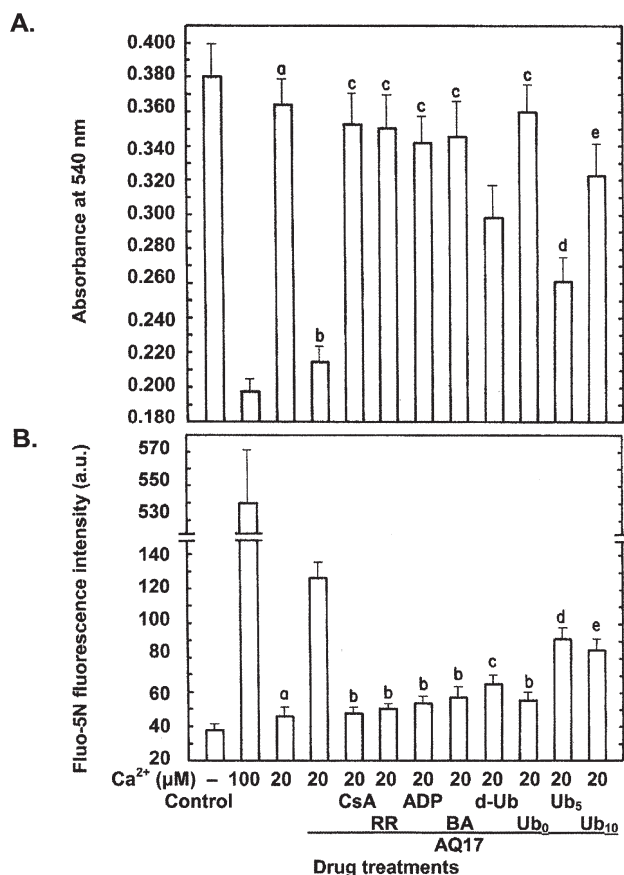 A.
0.400
0.380
0.360
0.340
0.320
0.300
0.260
0.240
0.220
0.200
0.180
Absorbance at 540 nm
a
b
c
c
c
c
c
d
e
B.
570
550
530
140
120
100
80
60
40
20
Fluo-5N fluorescence intensity (a.u.)
a
b
b
b
b
c
b
d
e
Ca²⁺ (µM) – 100 20 20 20 20 20 20 20 20 20 20
Control CsA ADP d-Ub Ub₅
RR BA Ub₀ Ub₁₀
AQ17
Drug treatments